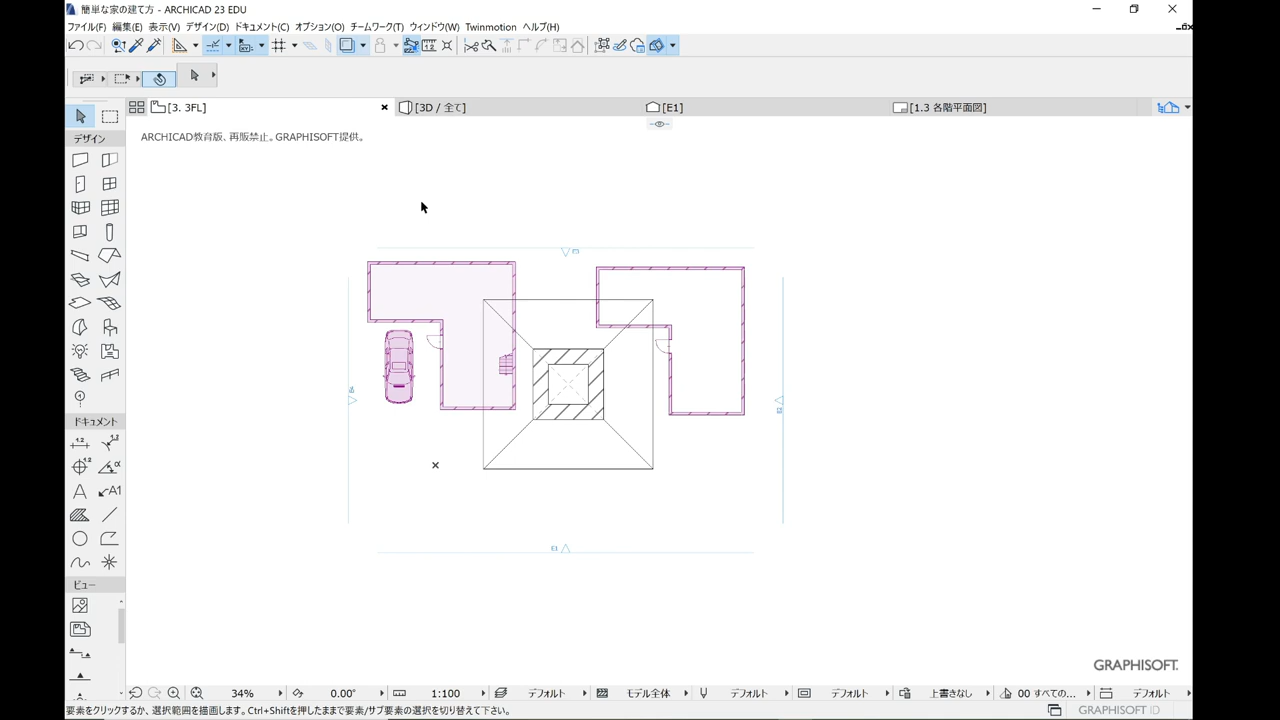 簡単な家の建て方 - ARCHICAD 23 EDU
ファイル(F) 編集(E) 表示(V) デザイン(D) ドキュメント(C) オプション(O) チームワーク(T) ウィンドウ(W) Twinmotion ヘルプ(H)
[3. 3FL] [3D / 全て] [E1] [1.3 各階平面図]
ARCHICAD教育版、再販禁止。GRAPHISOFT提供。
デザイン
ドキュメント
1.2
1.2
A A1
ビュー
E1
GRAPHISOFT.
34% 0.00° 1:100 デフォルト モデル全体 デフォルト デフォルト 上書きなし 00 すべての... デフォルト
要素をクリックするか、選択範囲を描画します。Ctrl+Shiftを押したまま要素/サブ要素の選択を切り替えて下さい。 GRAPHISOFT ID